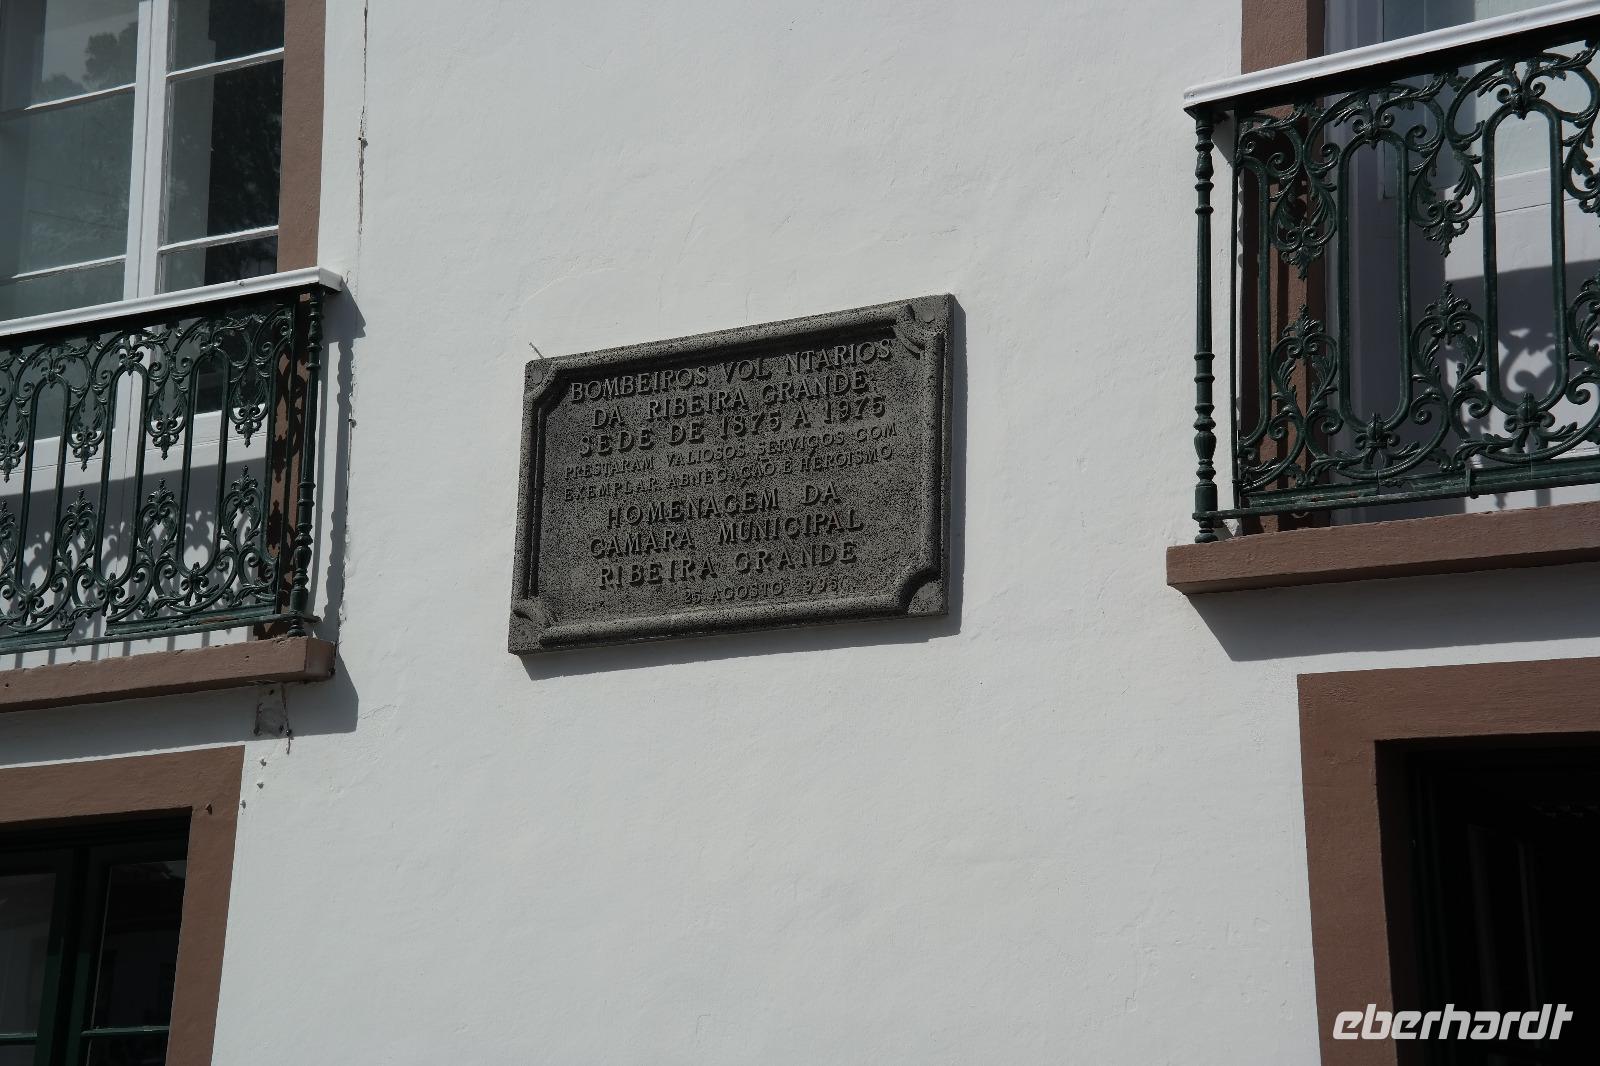 BOMBEIROS VOL NTARIOS
DA RIBEIRA GRANDE
SEDE DE 1875 A 1975
PRESTARAM VALIOSOS SERVIÇOS COM
EXEMPLAR ABNEGAÇÃO E HEROISMO
HOMENAGEM DA
CAMARA MUNICIPAL
RIBEIRA GRANDE
25 AGOSTO 995
eberhardt